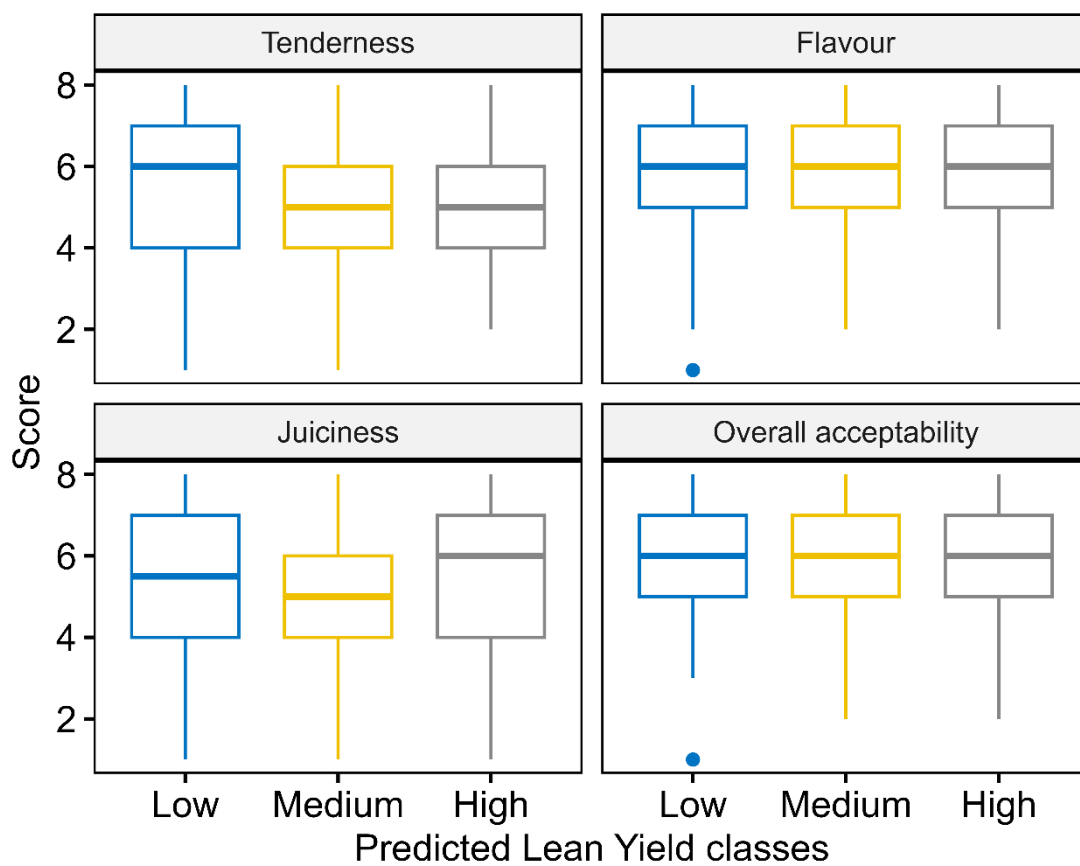 Tenderness
Flavour
8
6
4
2
Score
Juiciness
Overall acceptability
8
6
4
2
Low
Medium
High
Low
Medium
High
Predicted Lean Yield classes